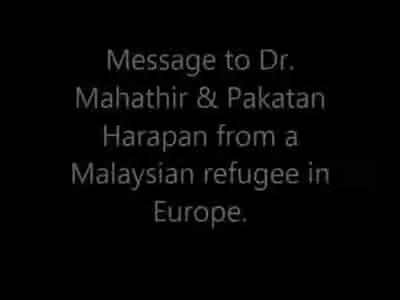 Message to Dr.
Mahathir & Pakatan
Harapan from a
Malaysian refugee in
Europe.